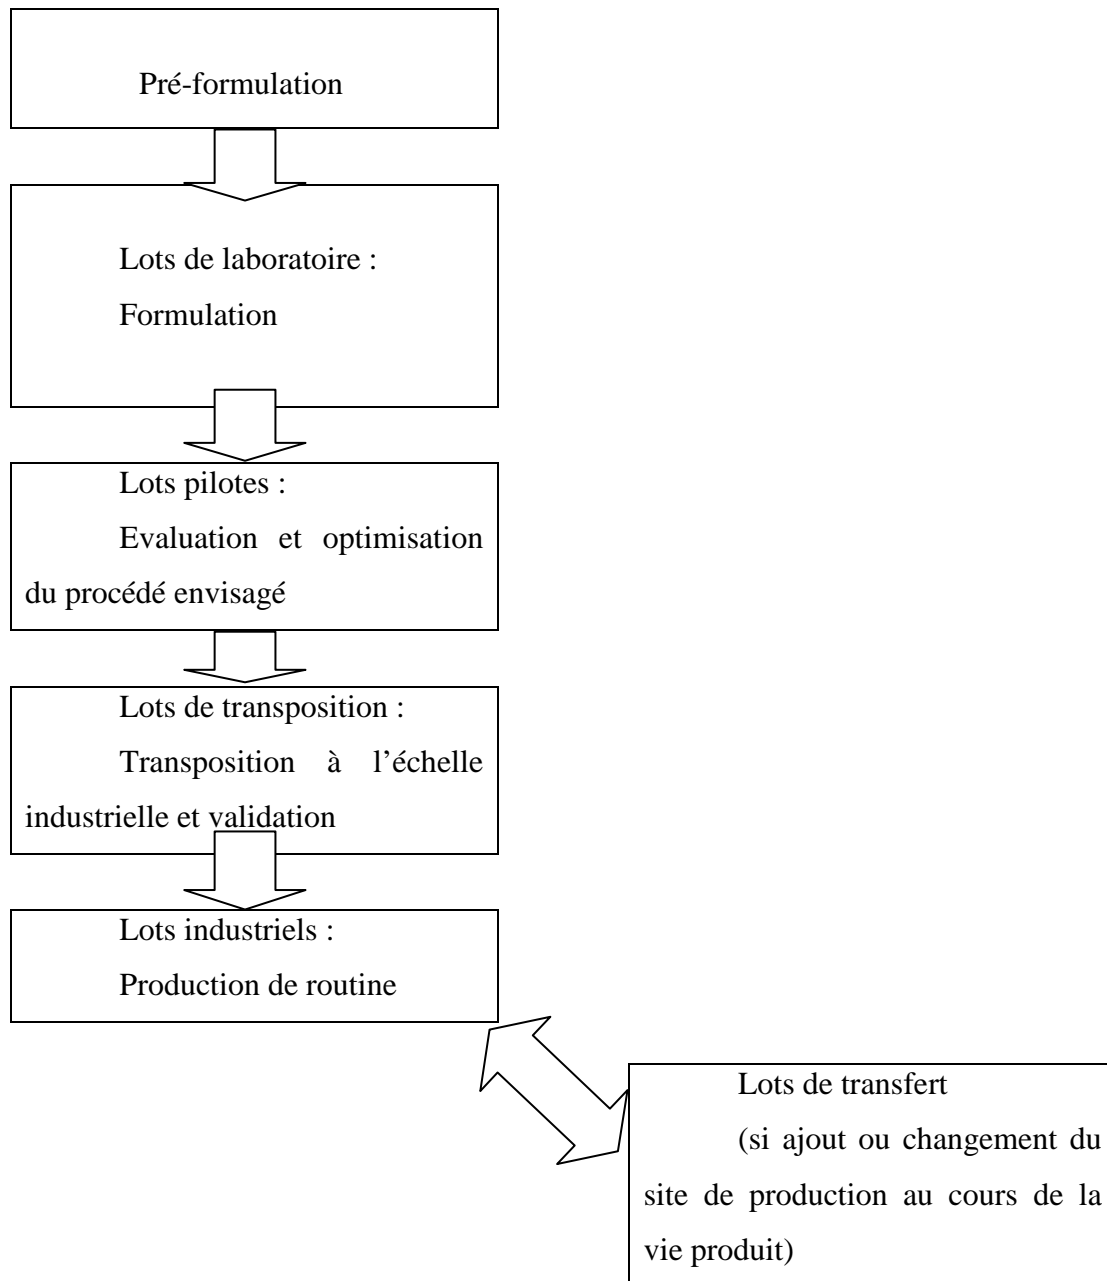 Pré-formulation
Lots de laboratoire :
Formulation
Lots pilotes :
Evaluation et optimisation
du procédé envisagé
Lots de transposition :
Transposition à l’échelle
industrielle et validation
Lots industriels :
Production de routine
Lots de transfert
(si ajout ou changement du
site de production au cours de la
vie produit)